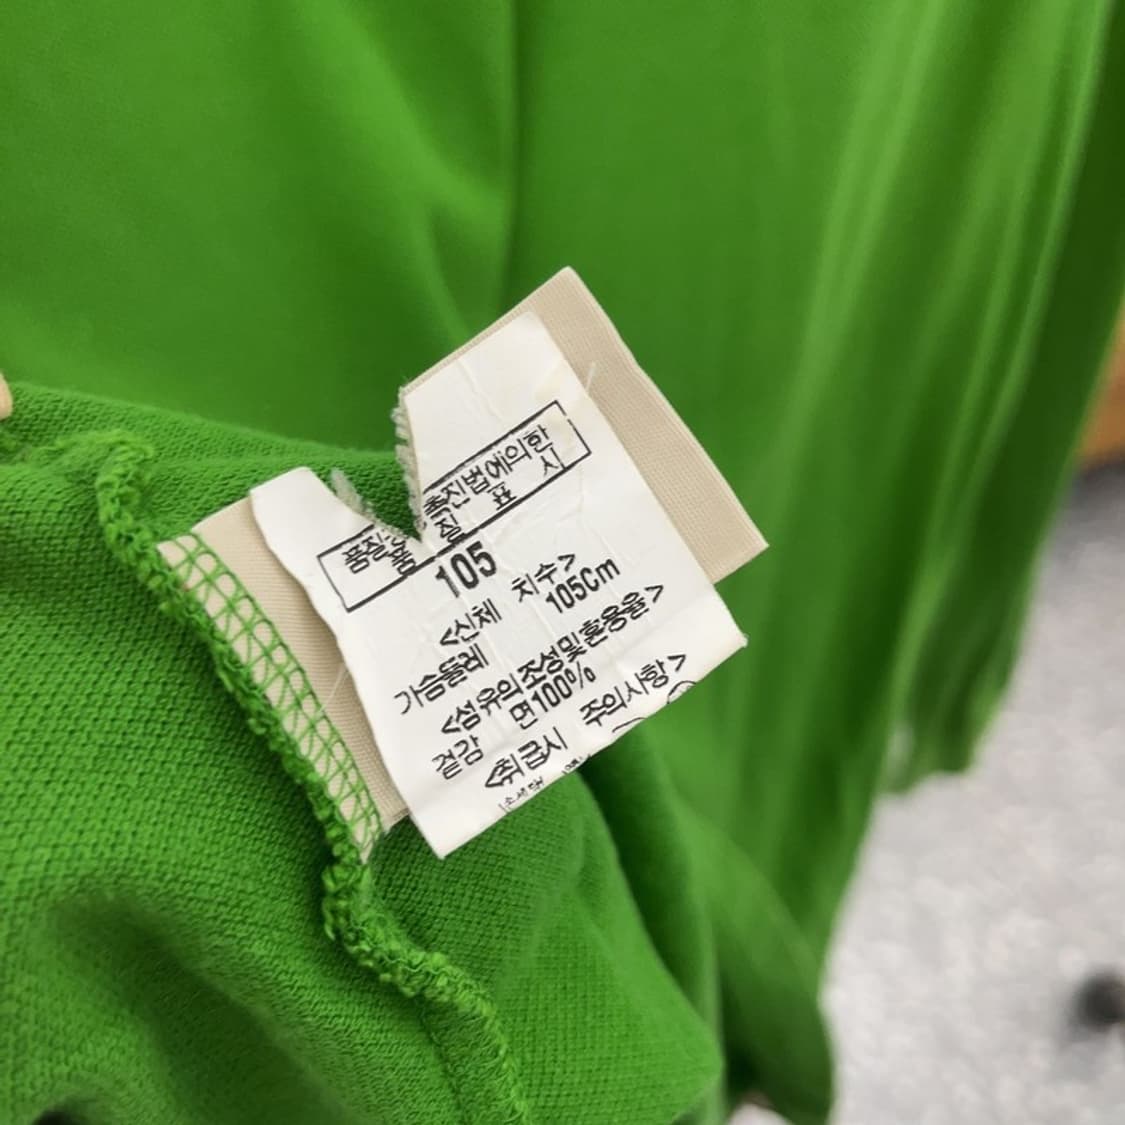 품질 촉진법에의한
품 질 표 시
105
<신체 치수>
가슴둘레 105Cm
<섬유의조성및혼용율>
겉감 면100%
<취급시 주의사항>